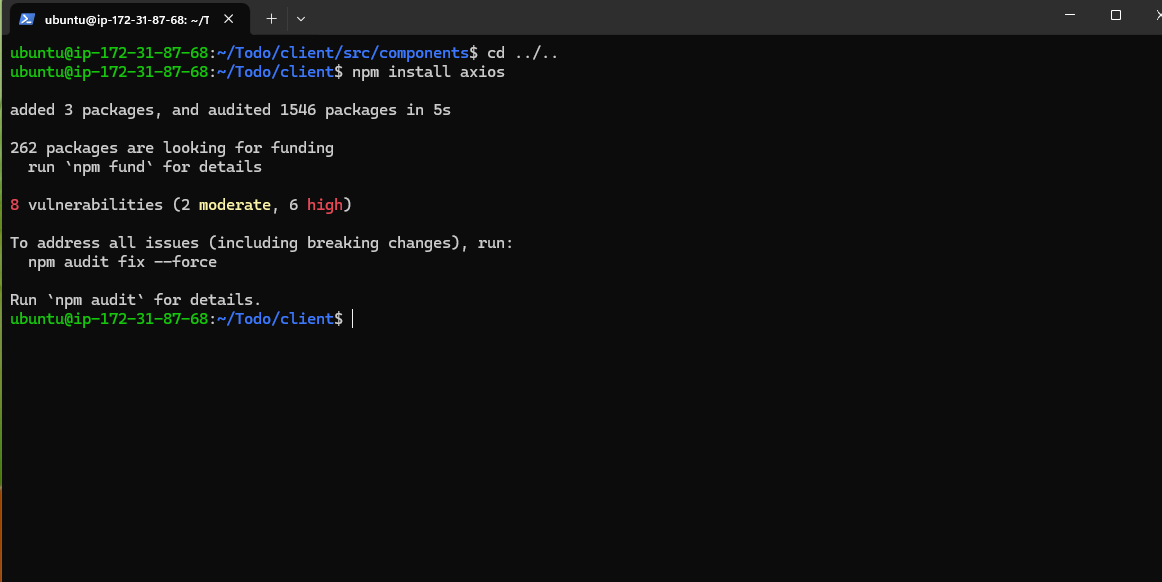 ubuntu@ip-172-31-87-68: ~/T
ubuntu@ip-172-31-87-68:~/Todo/client/src/components$ cd ../..
ubuntu@ip-172-31-87-68:~/Todo/client$ npm install axios
added 3 packages, and audited 1546 packages in 5s
262 packages are looking for funding
  run `npm fund` for details
8 vulnerabilities (2 moderate, 6 high)
To address all issues (including breaking changes), run:
  npm audit fix --force
Run `npm audit` for details.
ubuntu@ip-172-31-87-68:~/Todo/client$